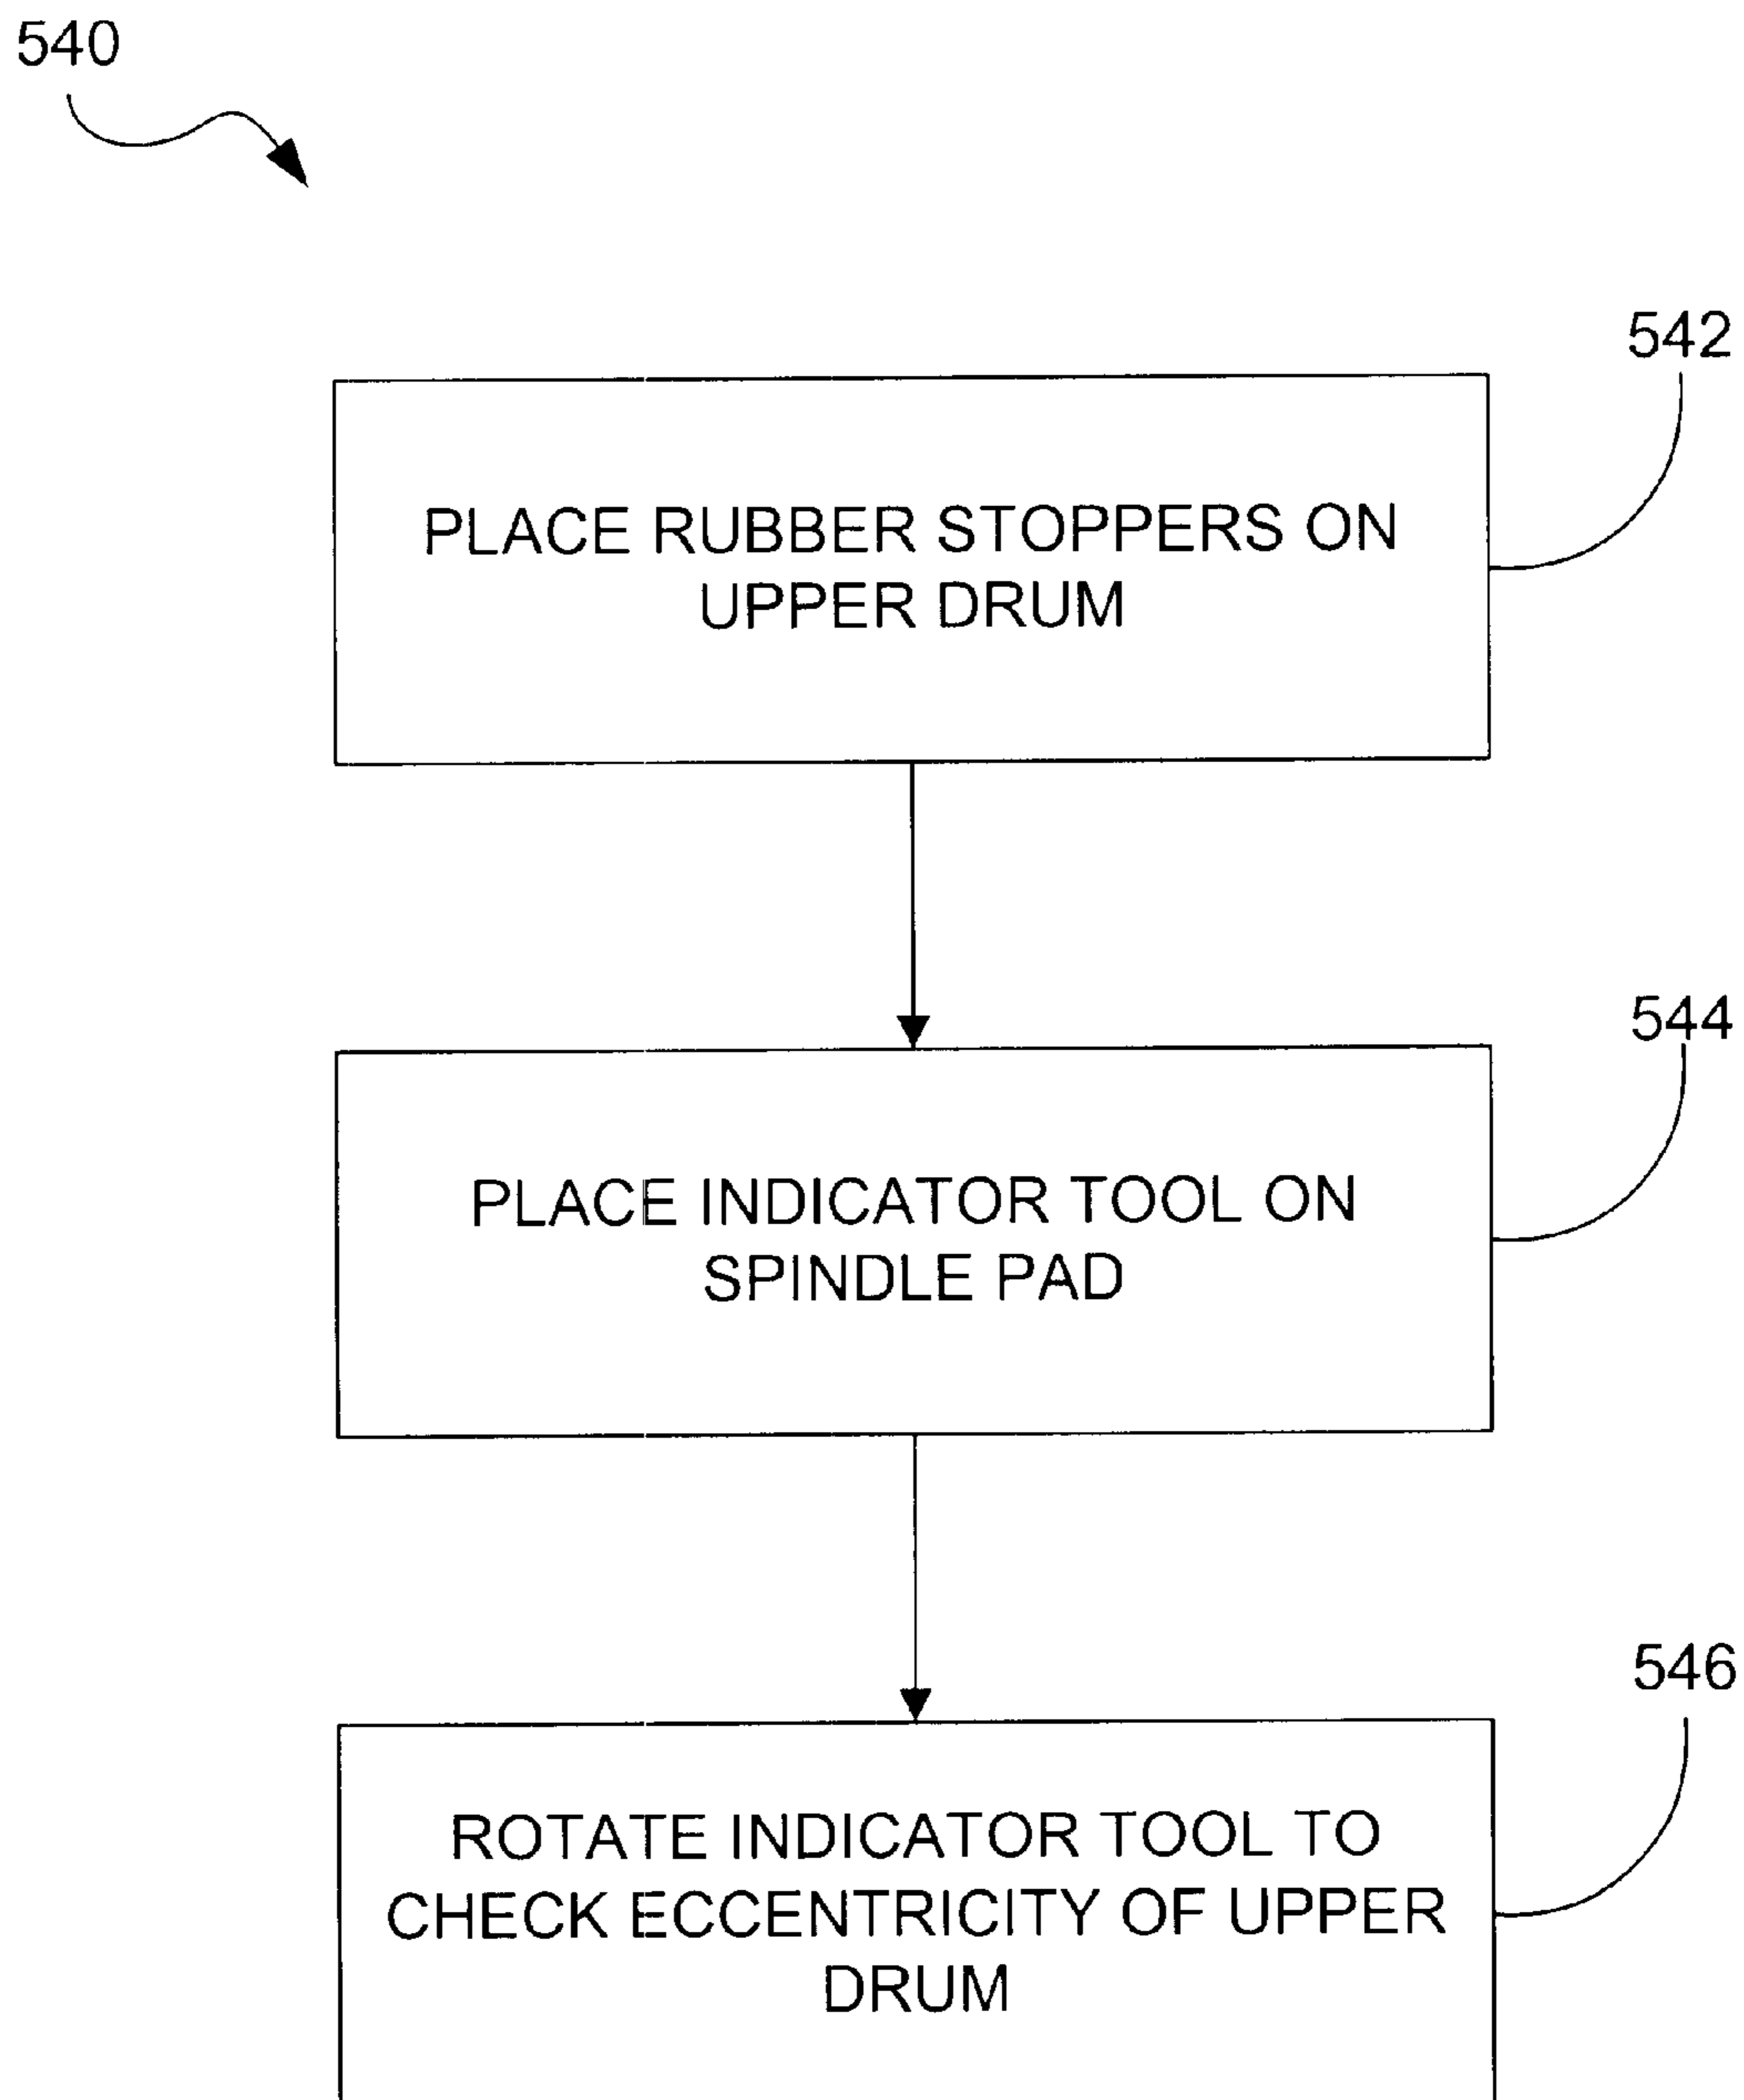 540
542
PLACE RUBBER STOPPERS ON
UPPER DRUM
544
PLACE INDICATOR TOOL ON
SPINDLE PAD
546
ROTATE INDICATOR TOOL TO
CHECK ECCENTRICITY OF UPPER
DRUM